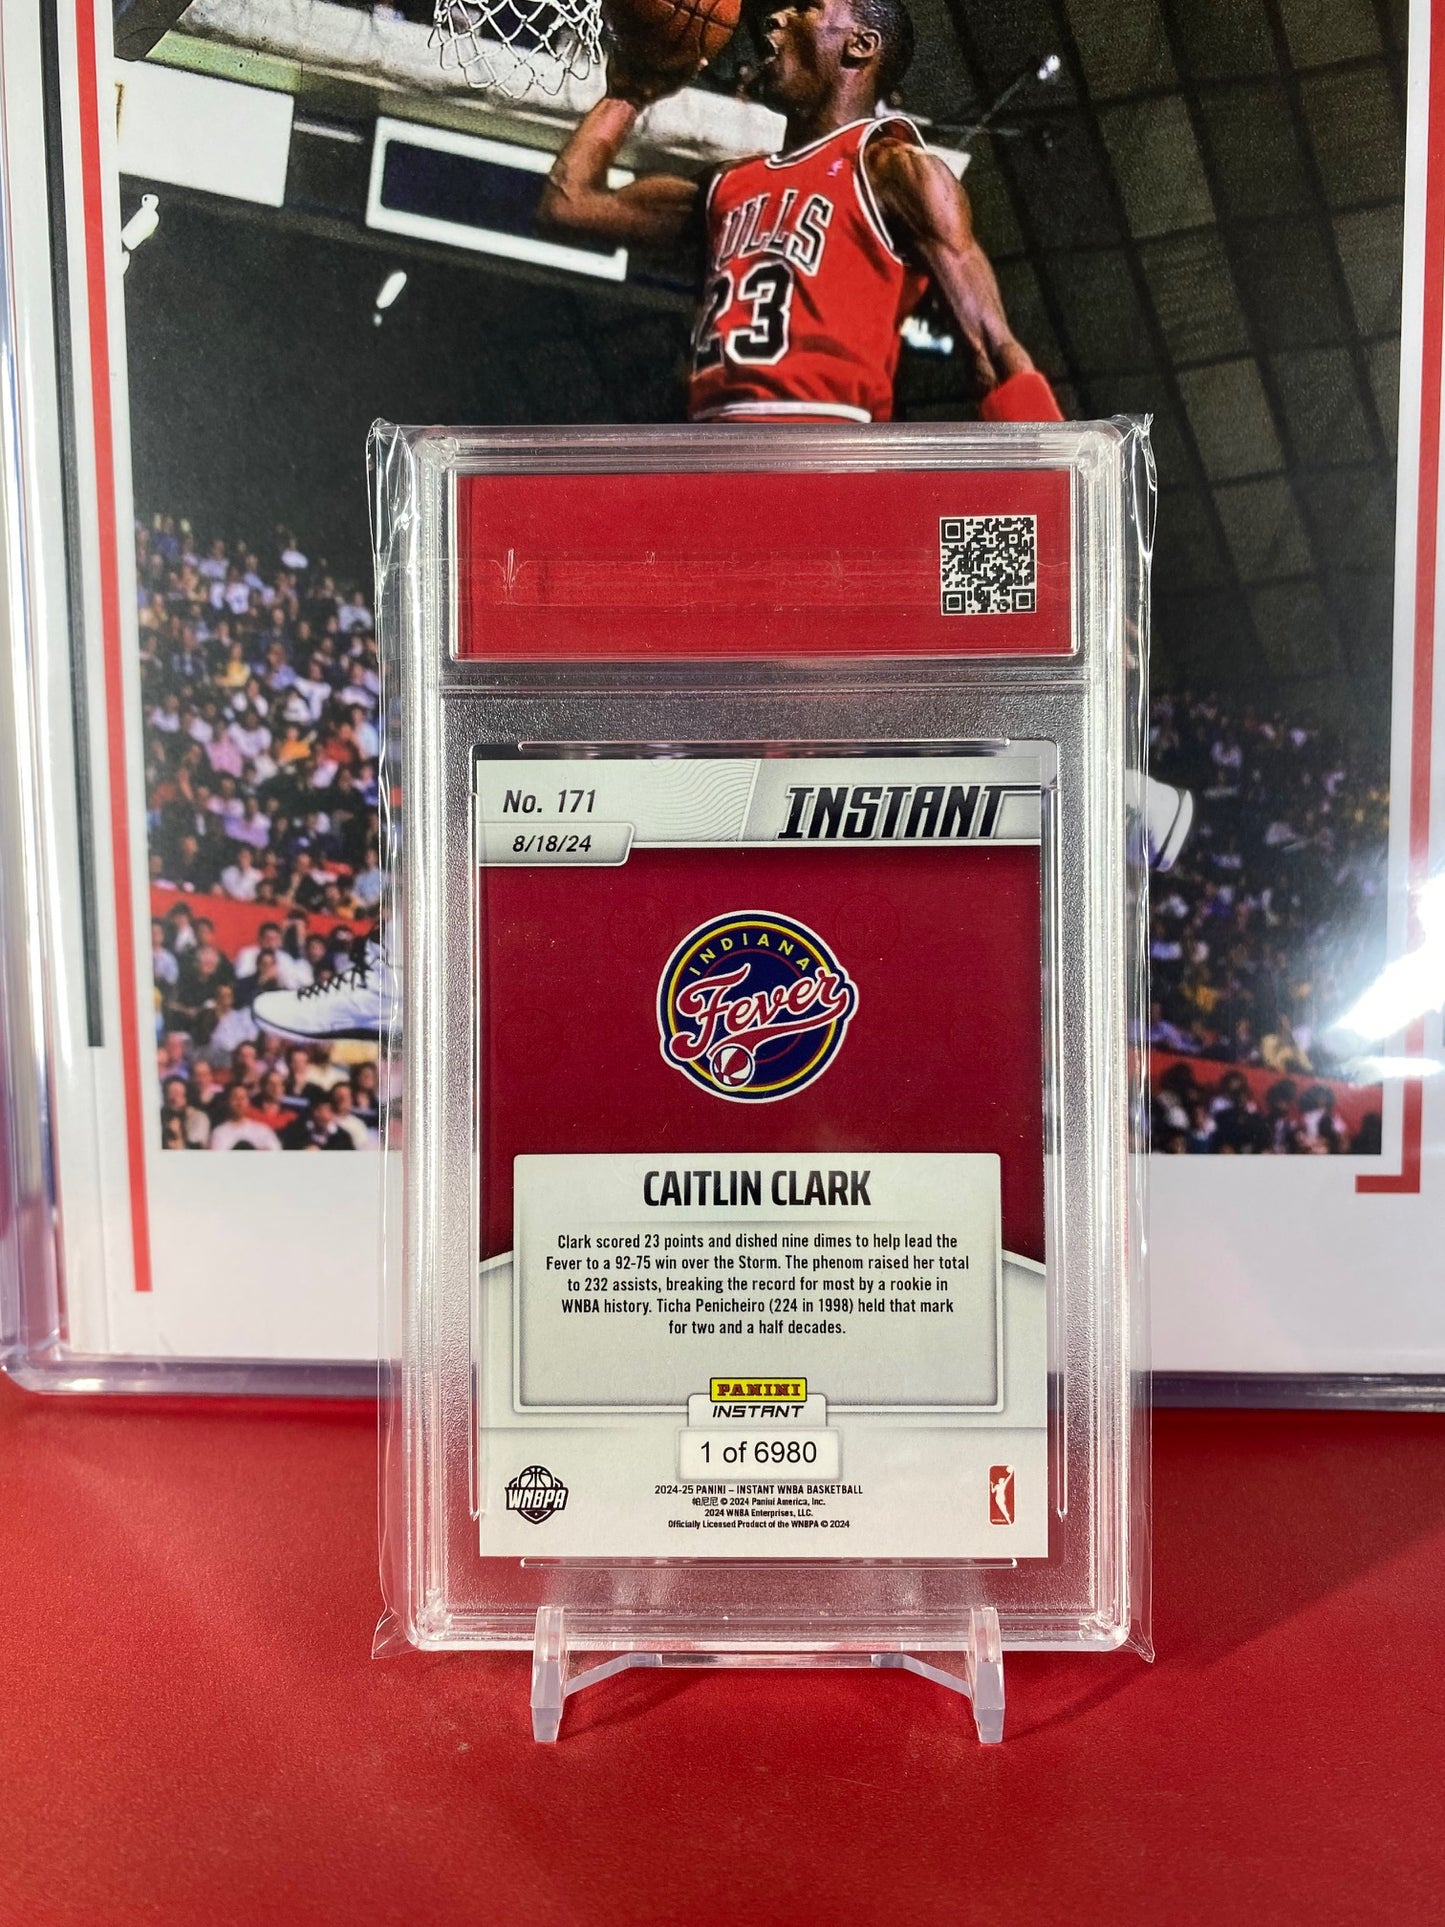 BULLS
23
No. 171
INSTANT
8/18/24
INDIANA
Fever
CAITLIN CLARK
Clark scored 23 points and dished nine dimes to help lead the
Fever to a 92-75 win over the Storm. The phenom raised her total
to 232 assists, breaking the record for most by a rookie in
WNBA history. Ticha Penicheiro (224 in 1998) held that mark
for two and a half decades.
PANINI
INSTANT
1 of 6980
WNBPA
2024-25 PANINI – INSTANT WNBA BASKETBALL
帕尼尼 © 2024 Panini America, Inc.
2024 WNBA Enterprises, LLC.
Officially Licensed Product of the WNBPA © 2024